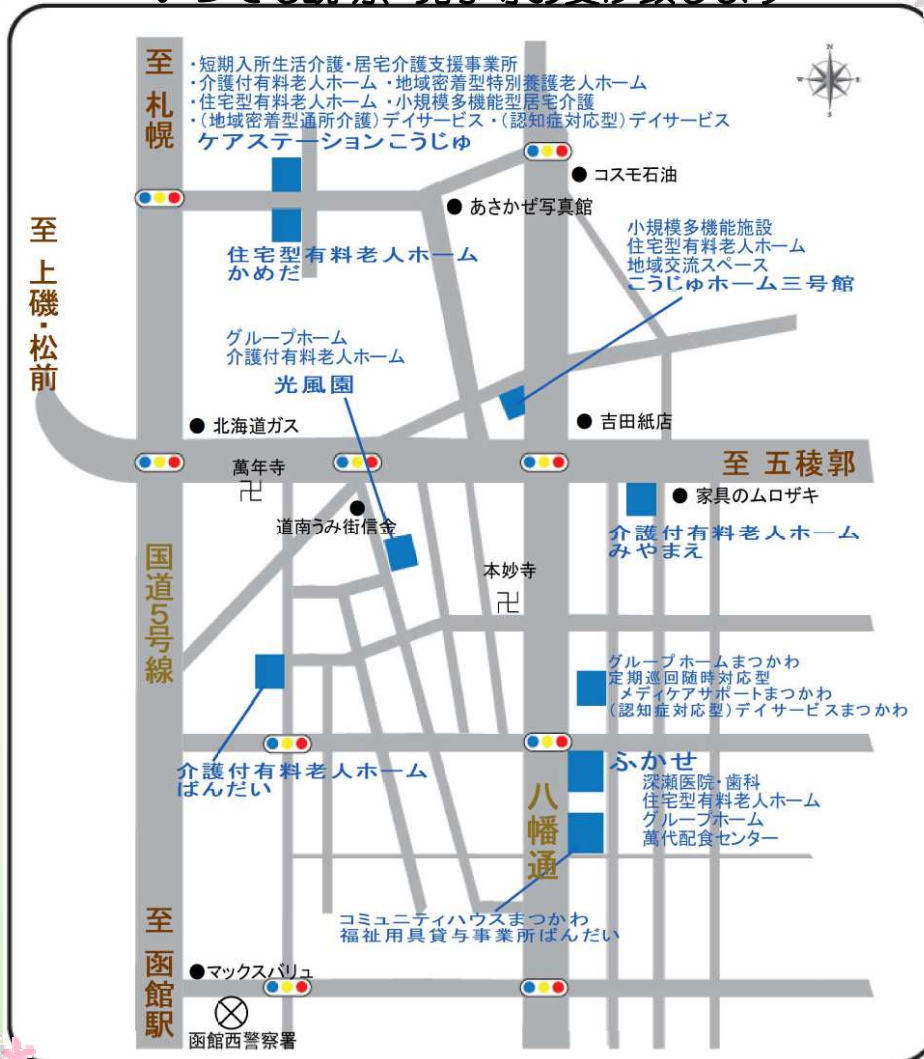 至 札幌
・短期入所生活介護・居宅介護支援事業所
・介護付有料老人ホーム ・地域密着型特別養護老人ホーム
・住宅型有料老人ホーム ・小規模多機能型居宅介護
・(地域密着型通所介護)デイサービス・(認知症対応型)デイサービス
ケアステーションこうじゅ
N
E
S
W
●コスモ石油
●あさかぜ写真館
至 上磯・松前
住宅型有料老人ホーム
かめだ
小規模多機能施設
住宅型有料老人ホーム
地域交流スペース
こうじゅホーム三号館
グループホーム
介護付有料老人ホーム
光風園
●北海道ガス
●吉田紙店
萬年寺
卍
至 五稜郭
●家具のムロザキ
道南うみ街信金
介護付有料老人ホーム
みやまえ
国道5号線
本妙寺
卍
グループホームまつかわ
定期巡回随時対応型
メディケアサポートまつかわ
(認知症対応型)デイサービスまつかわ
介護付有料老人ホーム
ばんだい
八幡通
ふかせ
深瀬医院・歯科
住宅型有料老人ホーム
グループホーム
萬代配食センター
コミュニティハウスまつかわ
福祉用具貸与事業所ばんだい
至 函館駅
●マックスバリュ
函館西警察署